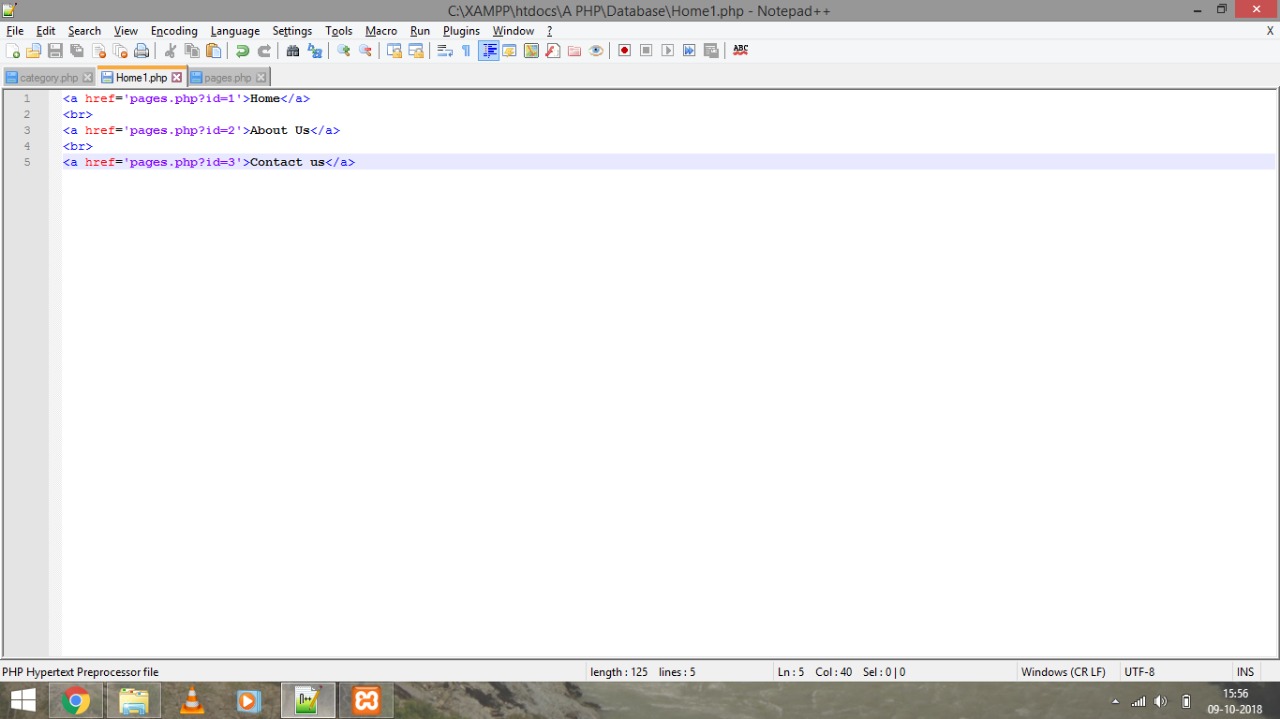 C:\XAMPP\htdocs\A PHP\Database\Home1.php - Notepad++
File Edit Search View Encoding Language Settings Tools Macro Run Plugins Window ? X
ABC
category.php Home1.php pages.php
1 <a href='pages.php?id=1'>Home</a>
2 <br>
3 <a href='pages.php?id=2'>About Us</a>
4 <br>
5 <a href='pages.php?id=3'>Contact us</a>
PHP Hypertext Preprocessor file length : 125 lines : 5 Ln : 5 Col : 40 Sel : 0 | 0 Windows (CR LF) UTF-8 INS
15:56
09-10-2018